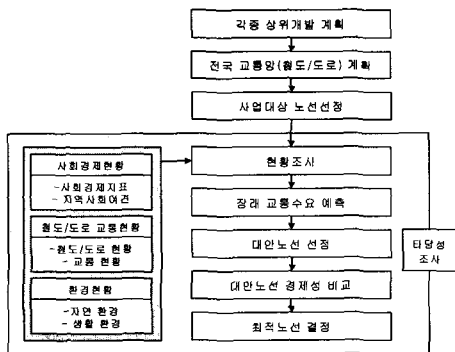 각종 상위개발 계획
전국 교통망(철도/도로) 계획
사업대상 노선선정
현황조사
장래 교통수요 예측
대안노선 선정
대안노선 경제성 비교
최적노선 결정
사회경제현황
-사회경제지표
- 지역사회여건
철도/도로 교통현황
-철도/도로 현황
- 교통 현황
환경현황
-자연 환경
- 생활 환경
타당성
조사